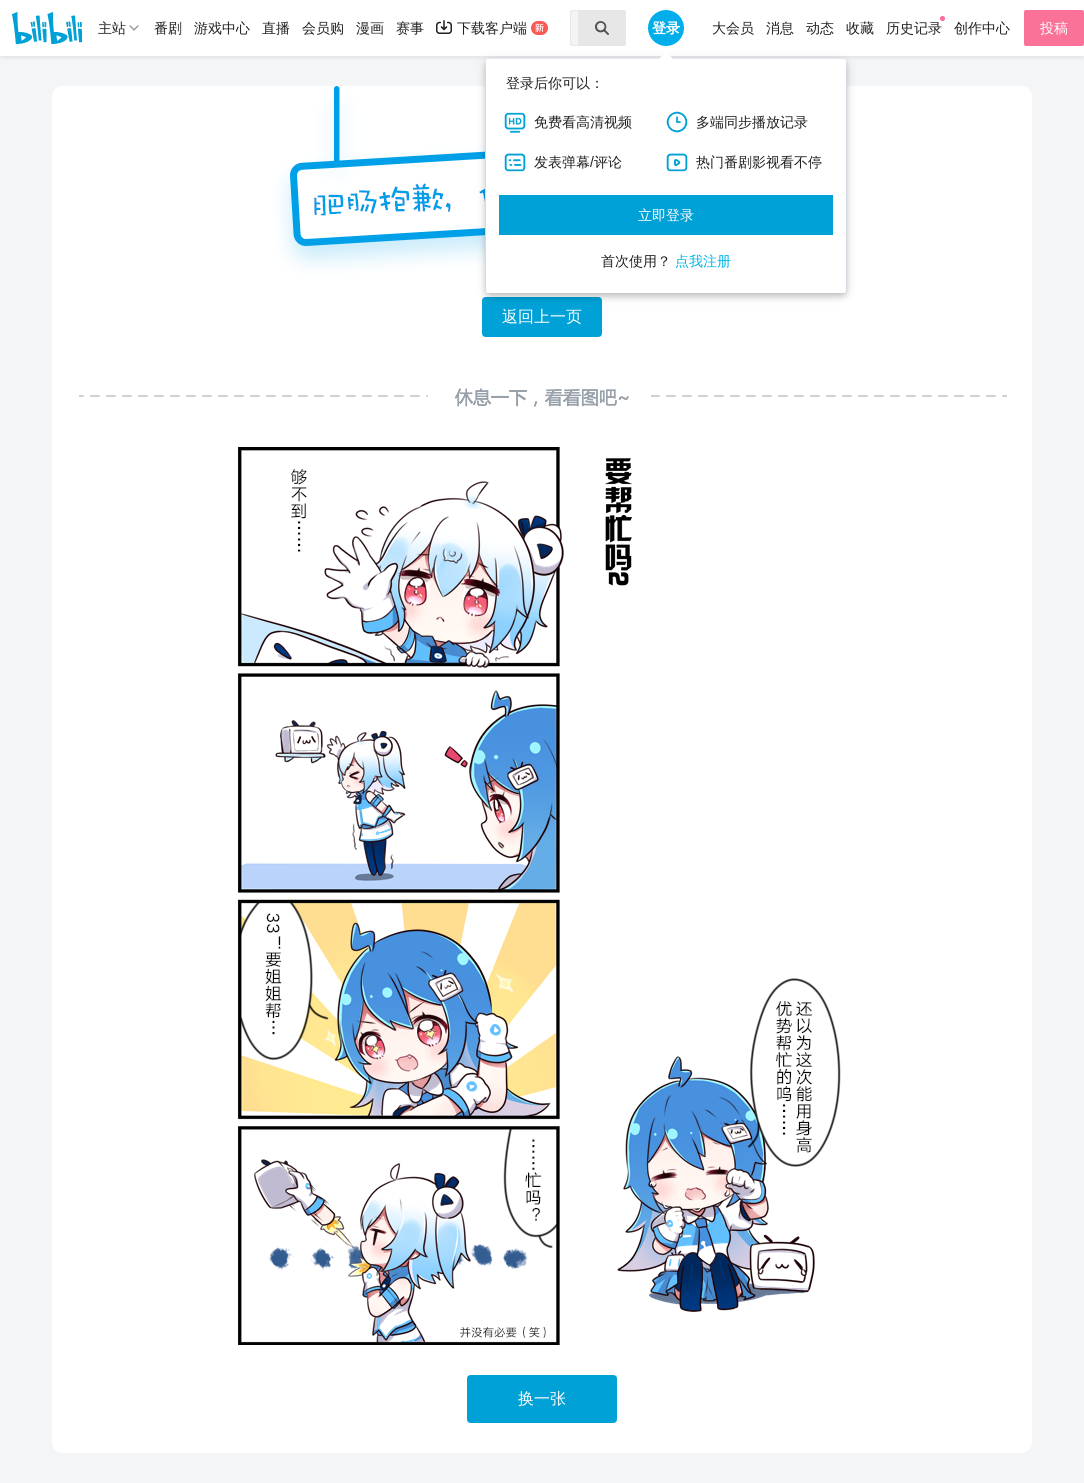 bilibili
主站
番剧
游戏中心
直播
会员购
漫画
赛事
下载客户端
新
登录
大会员
消息
动态
收藏
历史记录
创作中心
投稿
登录后你可以：
HD
免费看高清视频
多端同步播放记录
发表弹幕/评论
热门番剧影视看不停
立即登录
首次使用？ 点我注册
肥肠抱歉，
返回上一页
休息一下，看看图吧~
要帮忙吗?
够不到……
33！要姐姐帮…
……忙吗？
并没有必要（笑）
还以为这次能用身高
优势帮忙的呜……
换一张